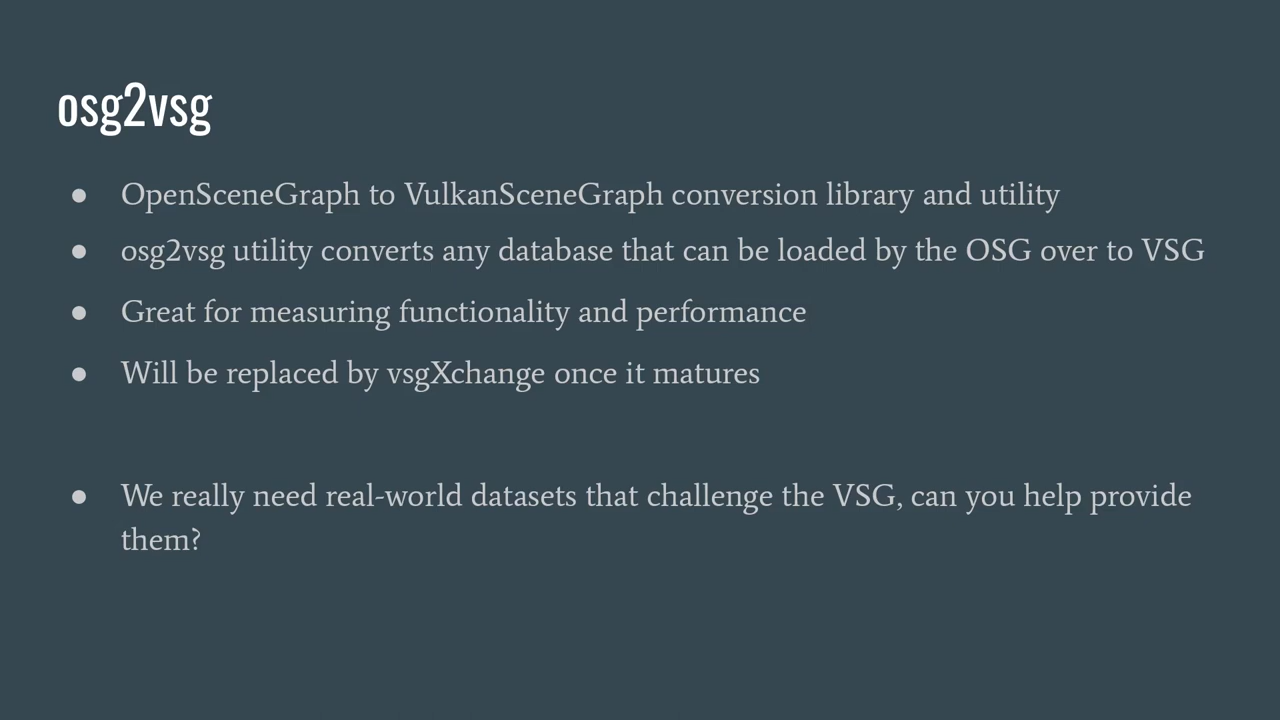 osg2vsg
● OpenSceneGraph to VulkanSceneGraph conversion library and utility
● osg2vsg utility converts any database that can be loaded by the OSG over to VSG
● Great for measuring functionality and performance
● Will be replaced by vsgXchange once it matures
● We really need real-world datasets that challenge the VSG, can you help provide
them?